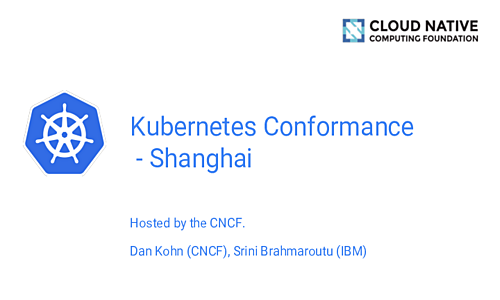 CLOUD NATIVE
COMPUTING FOUNDATION
Kubernetes Conformance
- Shanghai
Hosted by the CNCF.
Dan Kohn (CNCF), Srini Brahmaroutu (IBM)